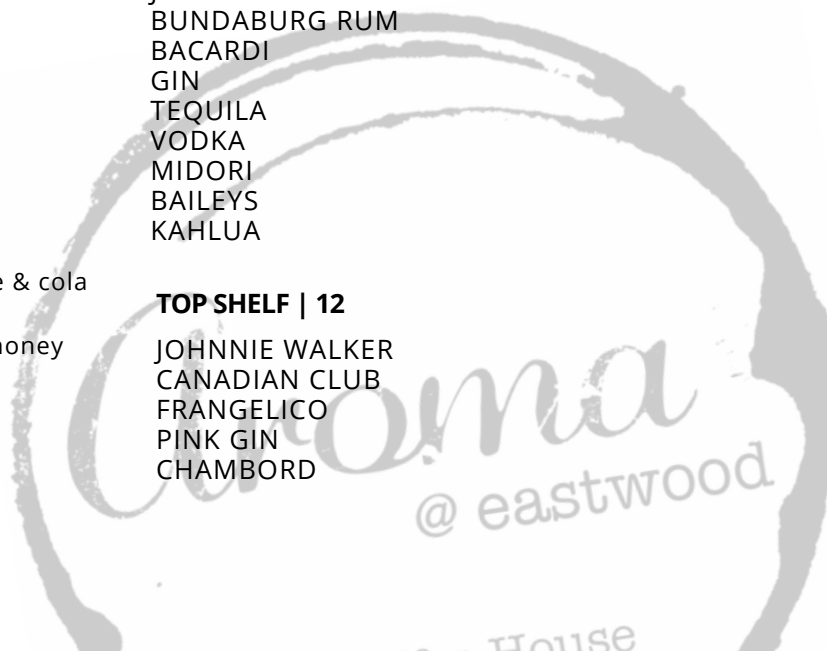 BUNDABURG RUM
BACARDI
GIN
TEQUILA
VODKA
MIDORI
BAILEYS
KAHLUA
& cola
TOP SHELF | 12
JOHNNIE WALKER
CANADIAN CLUB
FRANGELICO
PINK GIN
CHAMBORD
aroma
@ eastwood
House